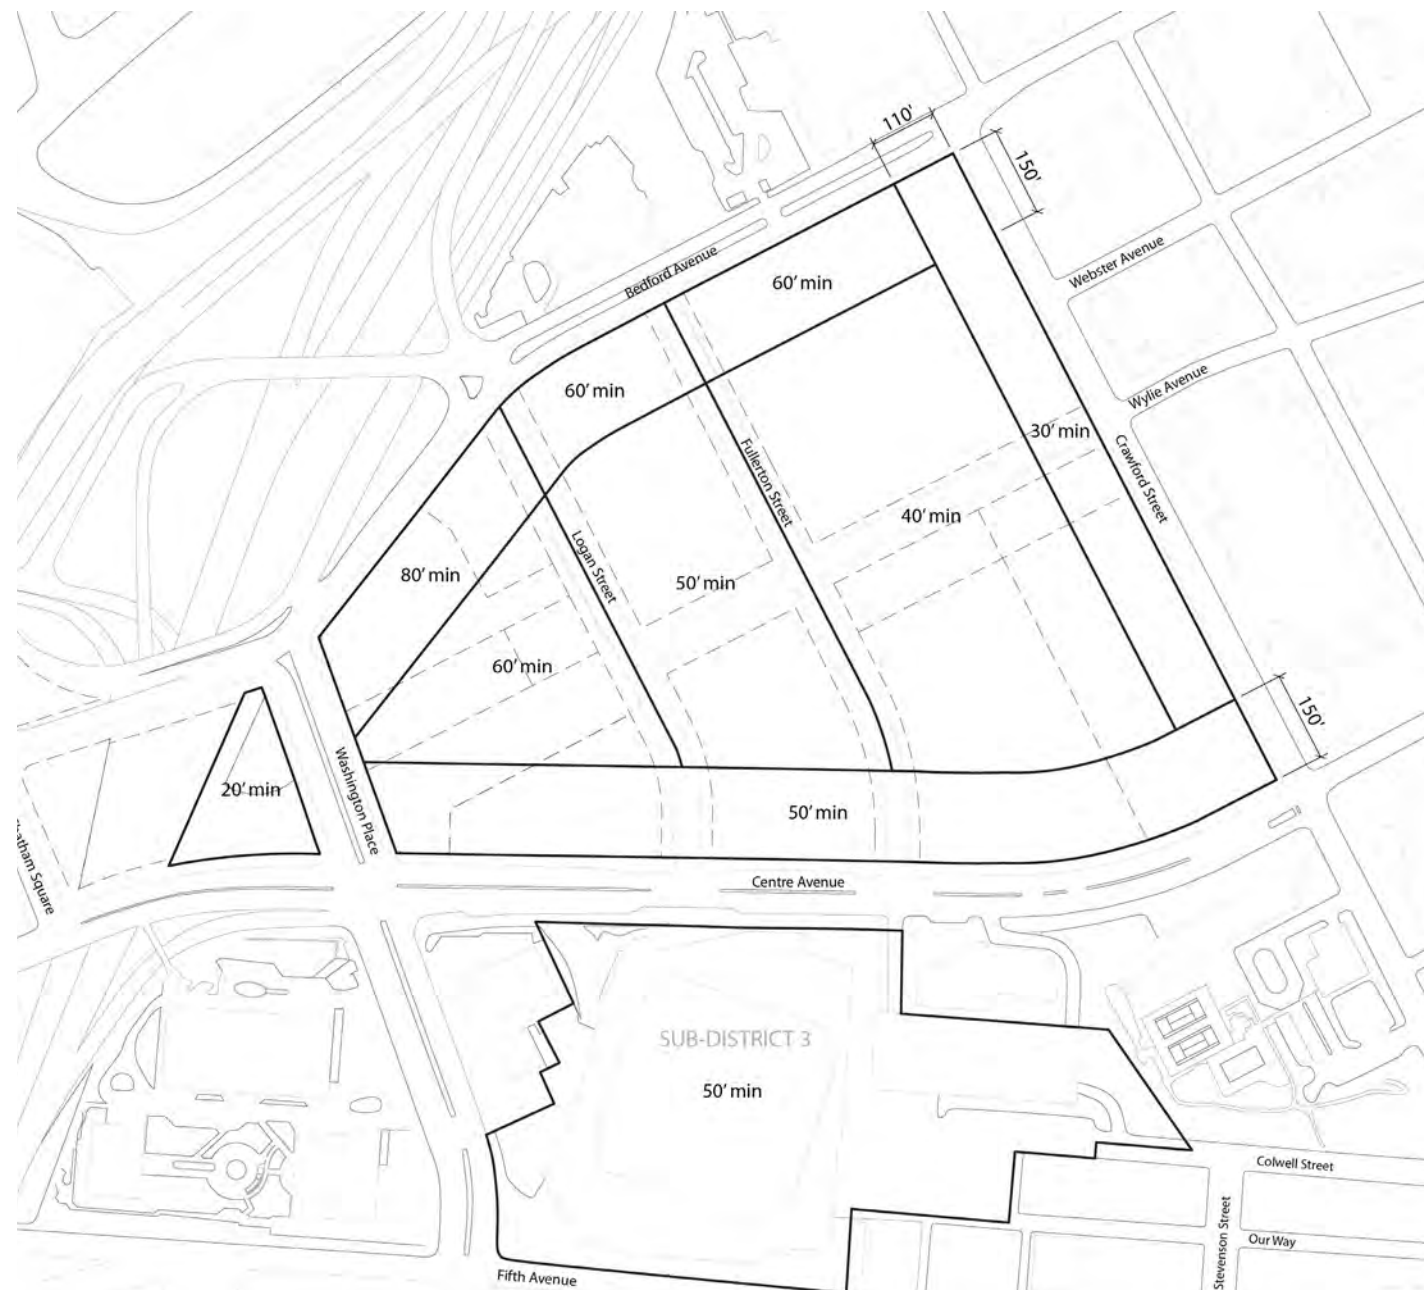 110'
150'
Webster Avenue
Bedford Avenue
60' min
60' min
Wylie Avenue
30' min
Crawford Street
Fullerton Street
40' min
Logan Street
80' min
50' min
60' min
150'
Washington Place
20' min
50' min
hatham Square
Centre Avenue
SUB-DISTRICT 3
50' min
Colwell Street
Stevenson Street
Our Way
Fifth Avenue